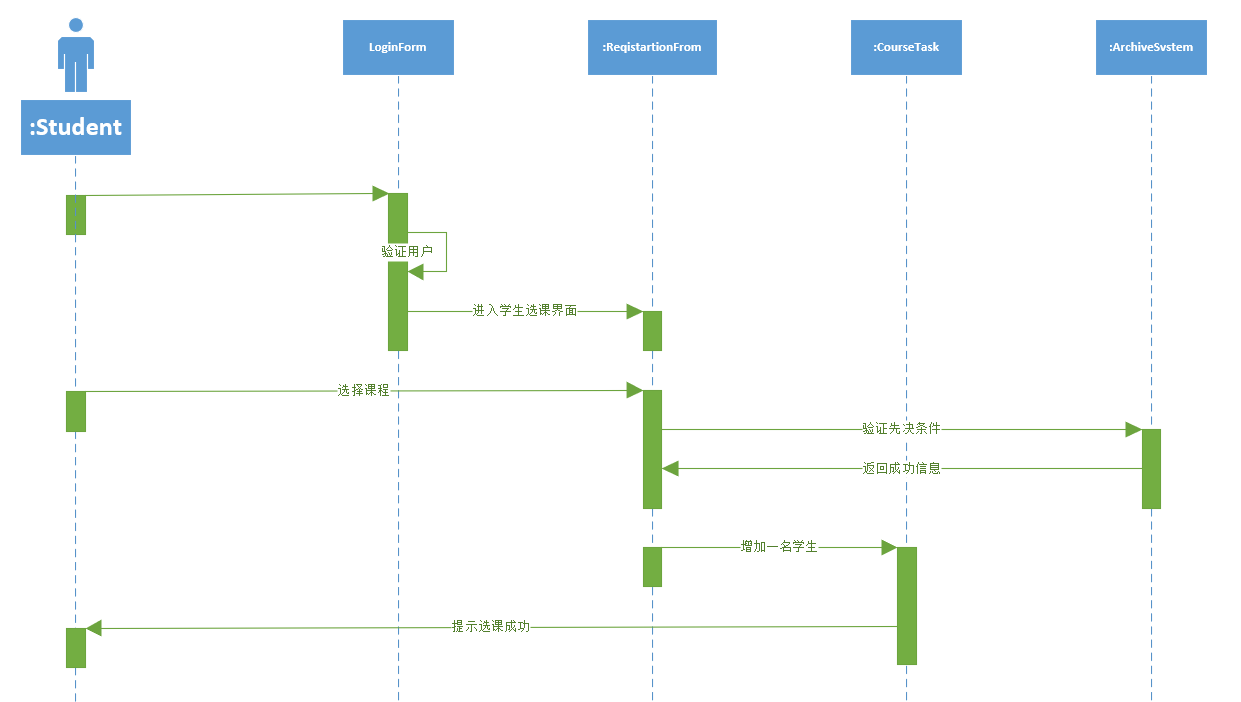 LoginForm
:ReqistartionFrom
:CourseTask
:ArchiveSvstem
:Student
验证用户
进入学生选课界面
选择课程
验证先决条件
返回成功信息
增加一名学生
提示选课成功